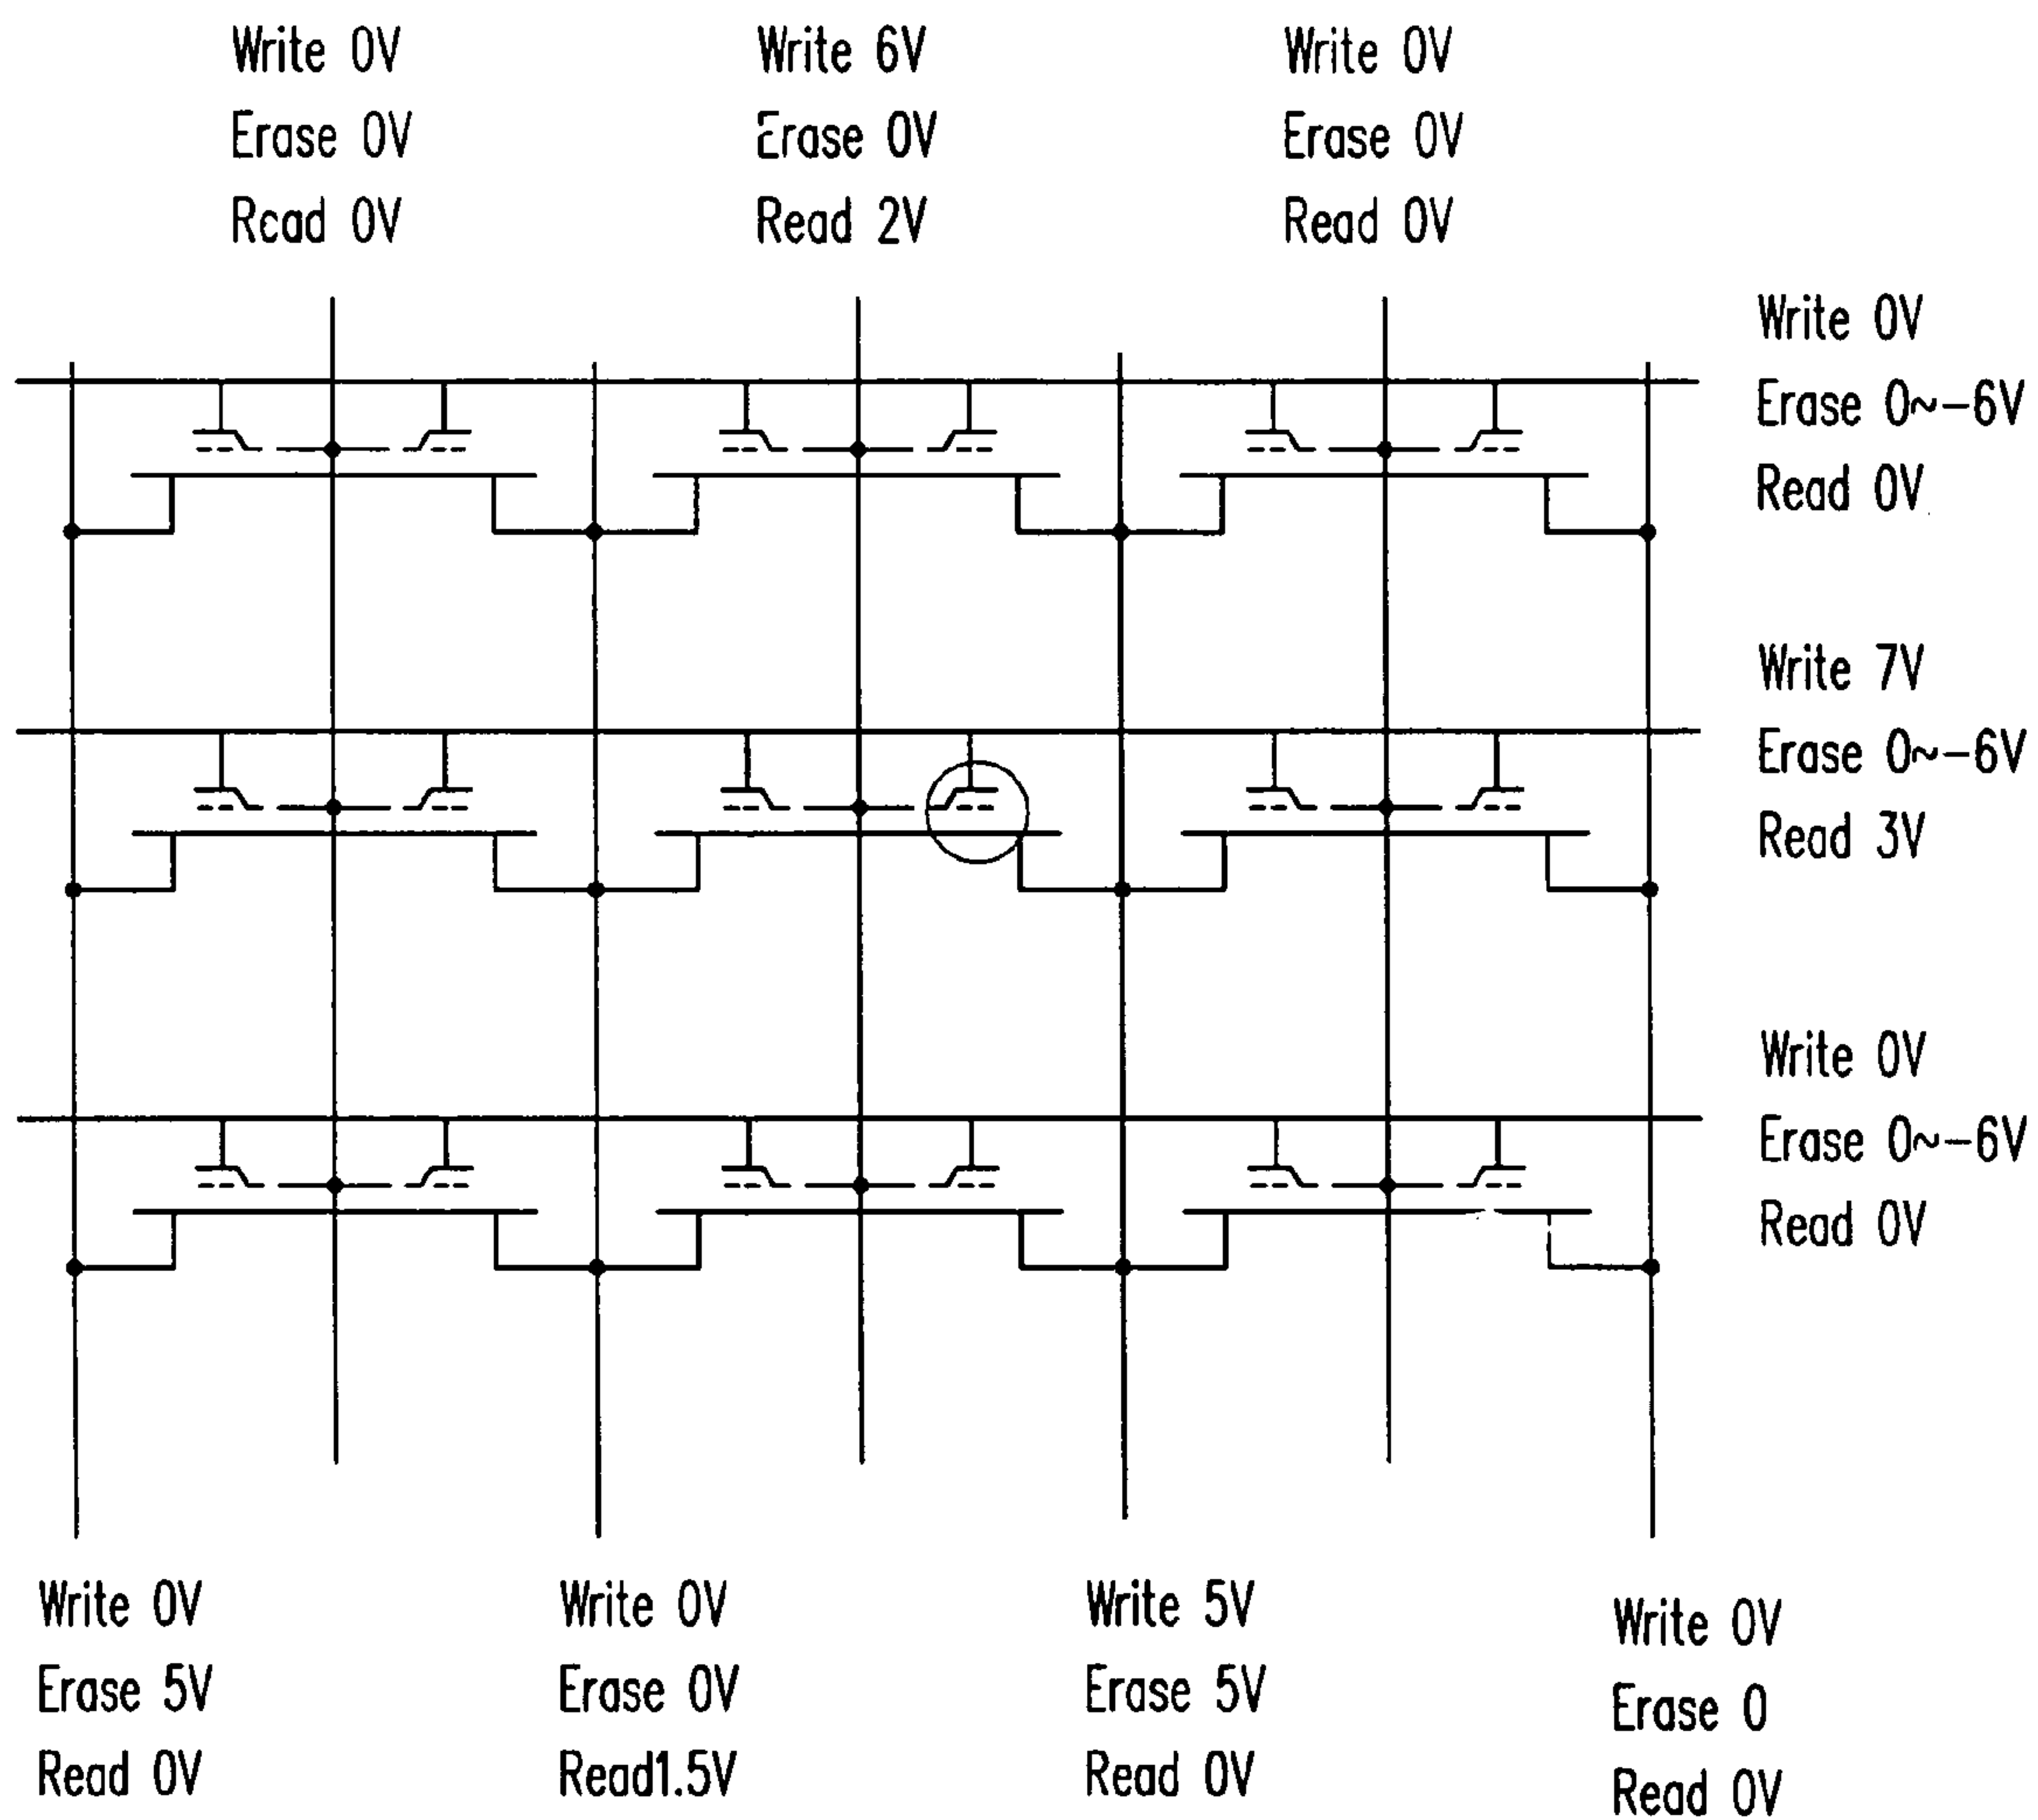 Write 0V
Erase 0V
Read 0V
Write 6V
Erase 0V
Read 2V
Write 0V
Erase 0V
Read 0V
Write 0V
Erase 0~-6V
Read 0V
Write 7V
Erase 0~-6V
Read 3V
Write 0V
Erase 0~-6V
Read 0V
Write 0V
Erase 5V
Read 0V
Write 0V
Erase 0V
Read1.5V
Write 5V
Erase 5V
Read 0V
Write 0V
Erase 0
Read 0V